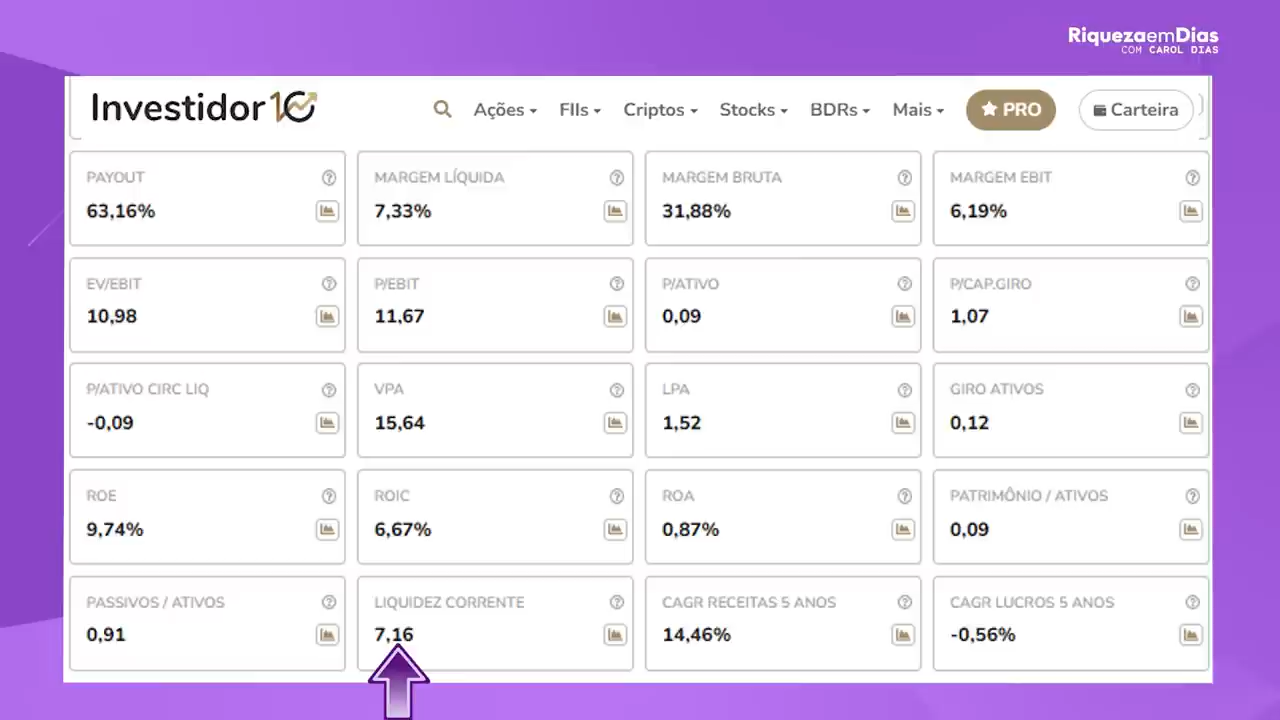 RiquezaemDias
COM CAROL DIAS
Investidor10
Ações
FIIs
Criptos
Stocks
BDRs
Mais
PRO
Carteira
PAYOUT
63,16%
MARGEM LÍQUIDA
7,33%
MARGEM BRUTA
31,88%
MARGEM EBIT
6,19%
EV/EBIT
10,98
P/EBIT
11,67
P/ATIVO
0,09
P/CAP.GIRO
1,07
P/ATIVO CIRC LIQ
-0,09
VPA
15,64
LPA
1,52
GIRO ATIVOS
0,12
ROE
9,74%
ROIC
6,67%
ROA
0,87%
PATRIMÔNIO / ATIVOS
0,09
PASSIVOS / ATIVOS
0,91
LIQUIDEZ CORRENTE
7,16
CAGR RECEITAS 5 ANOS
14,46%
CAGR LUCROS 5 ANOS
-0,56%